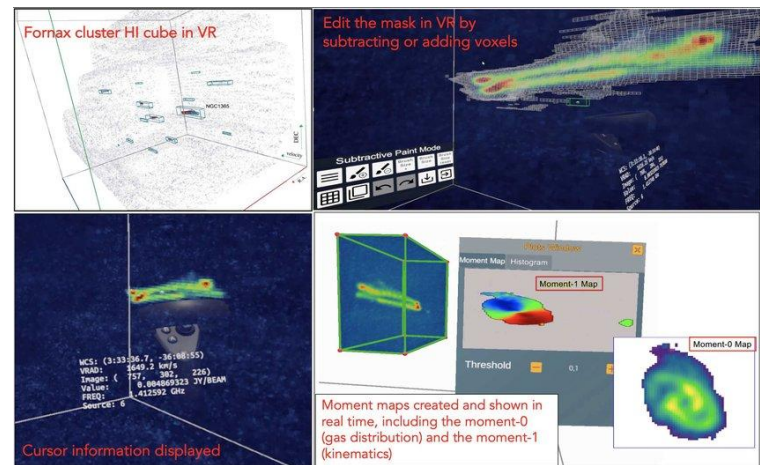 Fornax cluster HI cube in VR
NGC1365
DEC
velocity
Edit the mask in VR by
subtracting or adding voxels
Subtractive Paint Mode
WCS: (3:33:36.7, -36:08:55)
VRAD: 1649.2 km/s
Image: ( 757, 302, 226)
Value: 0.004869323 JY/BEAM
FREQ: 1.412592 GHz
Source: 6
Cursor information displayed
Plots Window
Moment Map Histogram
Moment-1 Map
Threshold
0,1
Moment-0 Map
Moment maps created and shown in
real time, including the moment-0
(gas distribution) and the moment-1
(kinematics)